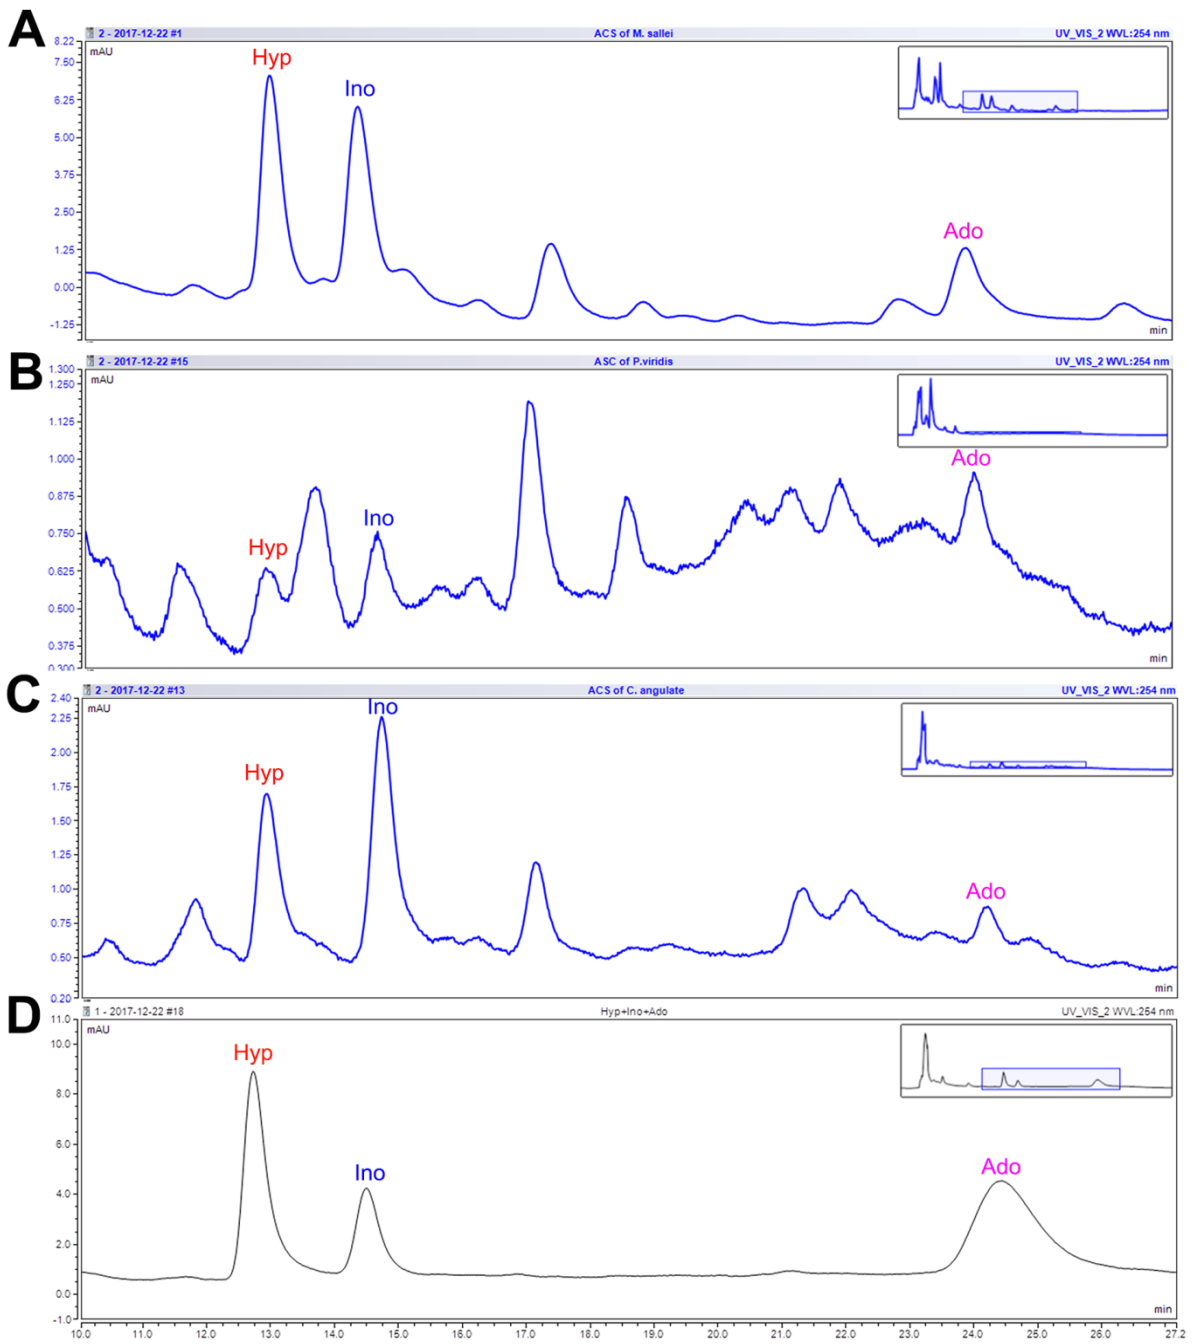 A
2 - 2017-12-22 #1 ACS of M. sallei UV_VIS_2 WVL:254 nm
8.22
mAU
7.50
6.25
5.00
3.75
2.50
1.25
0.00
-1.25
Hyp
Ino
Ado
min
B
2 - 2017-12-22 #15 ASC of P.viridis UV_VIS_2 WVL:254 nm
1.300
mAU
1.250
1.125
1.000
0.875
0.750
0.625
0.500
0.375
0.300
Hyp
Ino
Ado
min
C
2 - 2017-12-22 #13 ACS of C. angulate UV_VIS_2 WVL:254 nm
2.40
mAU
2.25
2.00
1.75
1.50
1.25
1.00
0.75
0.50
0.20
Hyp
Ino
Ado
min
D
1 - 2017-12-22 #18 Hyp+Ino+Ado UV_VIS_2 WVL:254 nm
11.0
mAU
10.0
8.0
6.0
4.0
2.0
0.0
-1.0
Hyp
Ino
Ado
min
10.0 11.0 12.0 13.0 14.0 15.0 16.0 17.0 18.0 19.0 20.0 21.0 22.0 23.0 24.0 25.0 26.0 27.2